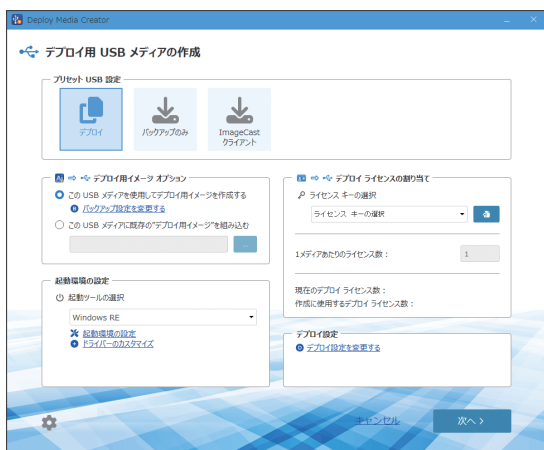 Deploy Media Creator
デプロイ用 USB メディアの作成
プリセット USB 設定
デプロイ
バックアップのみ
ImageCast
クライアント
デプロイ用イメージ オプション
この USB メディアを使用してデプロイ用イメージを作成する
バックアップ設定を変更する
この USB メディアに既存の"デプロイ用イメージ"を組み込む
...
起動環境の設定
起動ツールの選択
Windows RE
起動環境の設定
ドライバーのカスタマイズ
デプロイ ライセンスの割り当て
ライセンス キーの選択
ライセンス キーの選択
1メディアあたりのライセンス数：
1
現在のデプロイ ライセンス数：
作成に使用するデプロイ ライセンス数：
デプロイ設定
デプロイ設定を変更する
キャンセル
次へ >